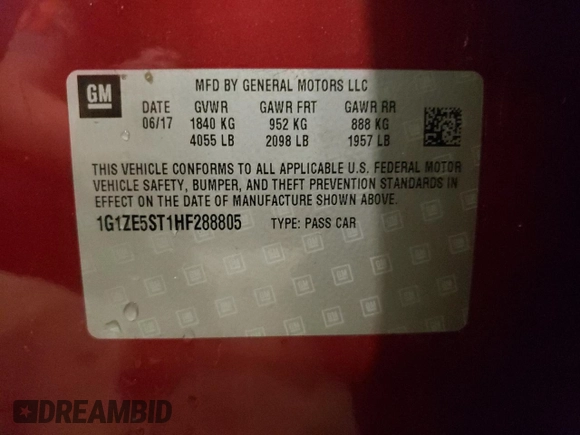 GM
MFD BY GENERAL MOTORS LLC
DATE GVWR GAWR FRT GAWR RR
06/17 1840 KG 952 KG 888 KG
4055 LB 2098 LB 1957 LB
THIS VEHICLE CONFORMS TO ALL APPLICABLE U.S. FEDERAL MOTOR
VEHICLE SAFETY, BUMPER, AND THEFT PREVENTION STANDARDS IN
EFFECT ON THE DATE OF MANUFACTURE SHOWN ABOVE.
1G1ZE5ST1HF288805 TYPE: PASS CAR
DREAMBID